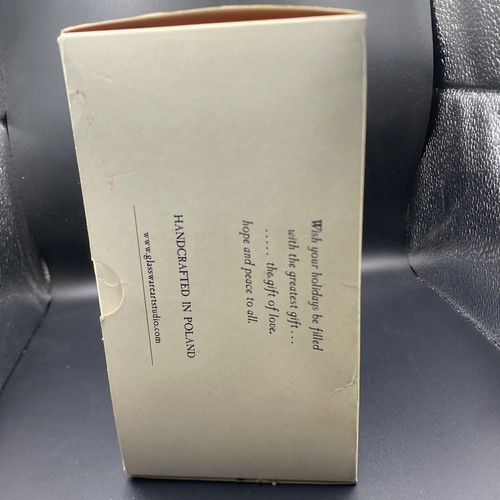 Wish your holidays be filled
with the greatest gift...
..... the gift of love,
hope and peace to all.
HANDCRAFTED IN POLAND
www.glasswareartstudio.com